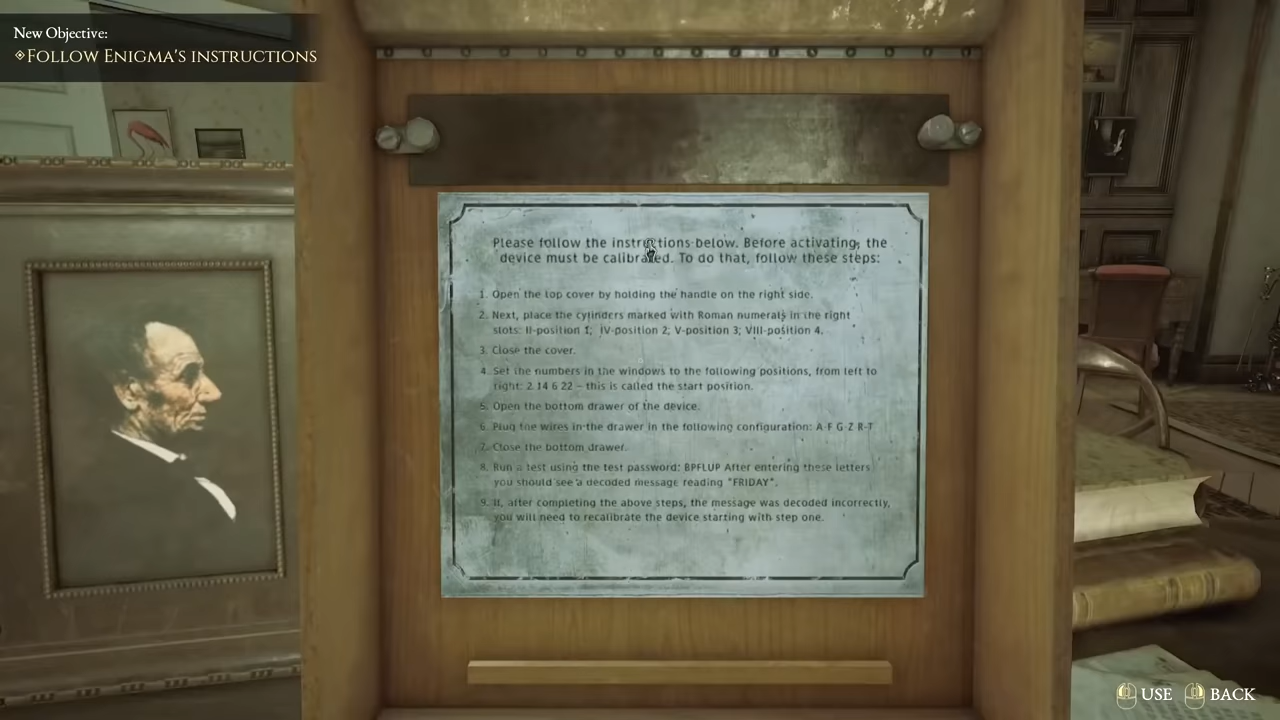 New Objective:
FOLLOW ENIGMA'S INSTRUCTIONS
Please follow the instructions below. Before activating, the
device must be calibrated. To do that, follow these steps:
1. Open the top cover by holding the handle on the right side.
2. Next, place the cylinders marked with Roman numerals in the right
slots: II-position 1; IV-position 2; V-position 3; VIII-position 4.
3. Close the cover.
4. Set the numbers in the windows to the following positions, from left to
right: 2 14 6 22 – this is called the start position.
5. Open the bottom drawer of the device.
6. Plug the wires in the drawer in the following configuration: A-F G-Z R-T
7. Close the bottom drawer.
8. Run a test using the test password: BPFLUP After entering these letters
you should see a decoded message reading "FRIDAY".
9. If, after completing the above steps, the message was decoded incorrectly,
you will need to recalibrate the device starting with step one.
USE BACK